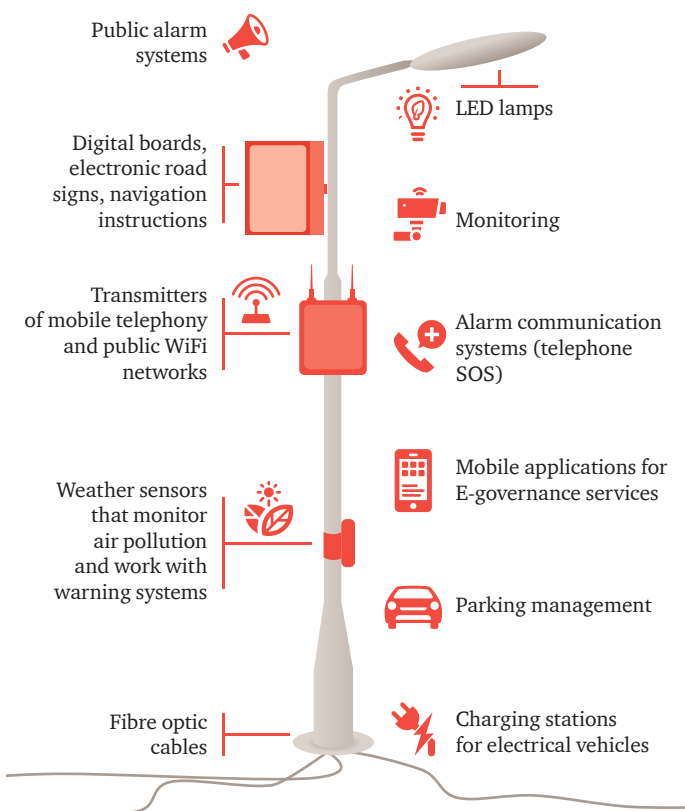 Public alarm
systems
LED lamps
Digital boards,
electronic road
signs, navigation
instructions
Monitoring
Transmitters
of mobile telephony
and public WiFi
networks
Alarm communication
systems (telephone
SOS)
Weather sensors
that monitor
air pollution
and work with
warning systems
Mobile applications for
E-governance services
Parking management
Fibre optic
cables
Charging stations
for electrical vehicles